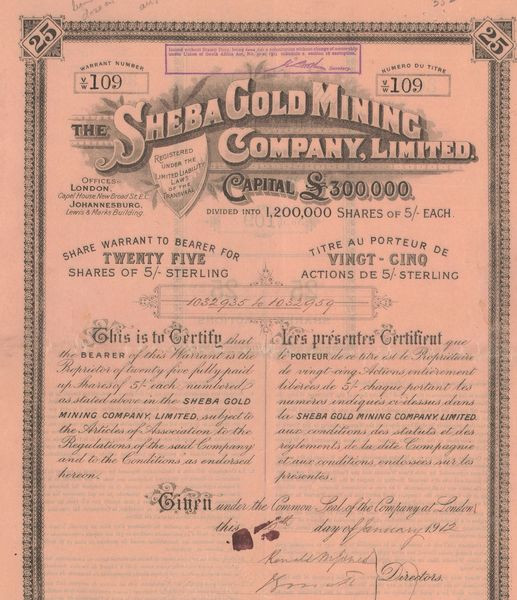 25
25
WARRANT NUMBER
V/W 109
NUMERO DU TITRE
V/W 109
Issued without Stamp Duty, being
Secretary.
THE SHEBA GOLD MINING
COMPANY, LIMITED.
REGISTERED
UNDER THE
LIMITED LIABILITY
LAWS
OF THE
TRANSVAAL
OFFICES-
LONDON,
Capel House New Broad St. E.C.
JOHANNESBURG,
Lewis & Marks Building
CAPITAL £300,000,
DIVIDED INTO 1,200,000 SHARES OF 5/- EACH.
SHARE WARRANT TO BEARER FOR
TWENTY FIVE
SHARES OF 5/- STERLING
TITRE AU PORTEUR DE
VINGT-CINQ
ACTIONS DE 5/- STERLING
1032935 to 1032959
This is to Certify that
the BEARER of this Warrant is the
Proprietor of twenty five fully paid
up Shares of 5/- each numbered,
as stated above in the SHEBA GOLD
MINING COMPANY, LIMITED, subject to
the Articles of Association to the
Regulations of the said Company
and to the Conditions as endorsed
hereon.
Les présentes Certifient que
le PORTEUR de ce titre est le Propriétaire
de vingt-cinq Actions entièrement
libérées de 5/- chaque portant les
numéros indiqués ci-dessus dans
la SHEBA GOLD MINING COMPANY, LIMITED
aux conditions des statuts et des
règlements de la dite Compagnie
et aux conditions endossées sur les
présentes.
Given under the Common Seal of the Company at London,
this day of January 1912
Directors.